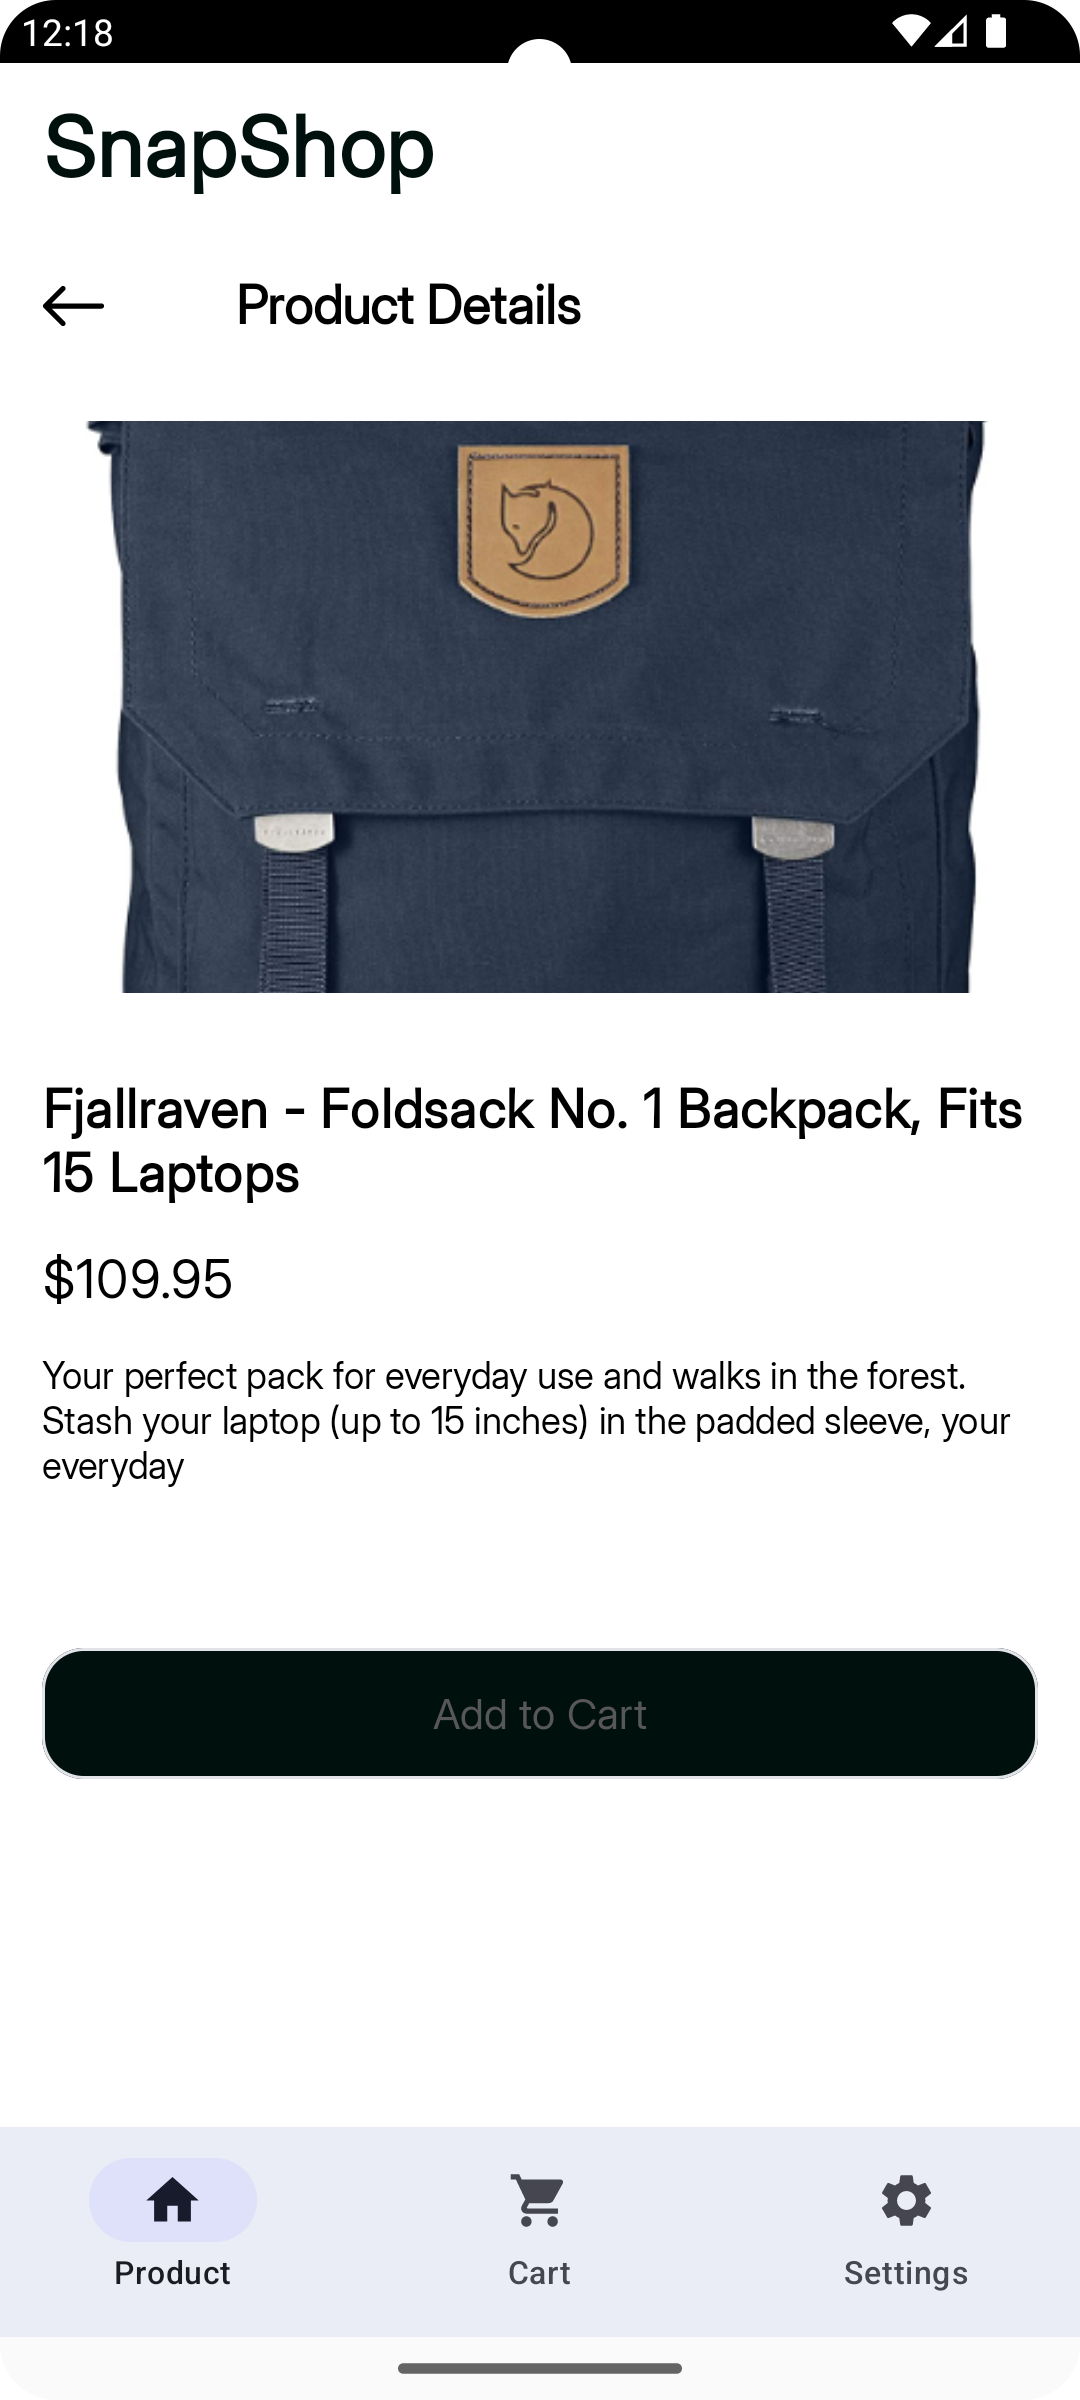 12:18
SnapShop
Product Details
Fjallraven - Foldsack No. 1 Backpack, Fits
15 Laptops
$109.95
Your perfect pack for everyday use and walks in the forest.
Stash your laptop (up to 15 inches) in the padded sleeve, your
everyday
Add to Cart
Product
Cart
Settings